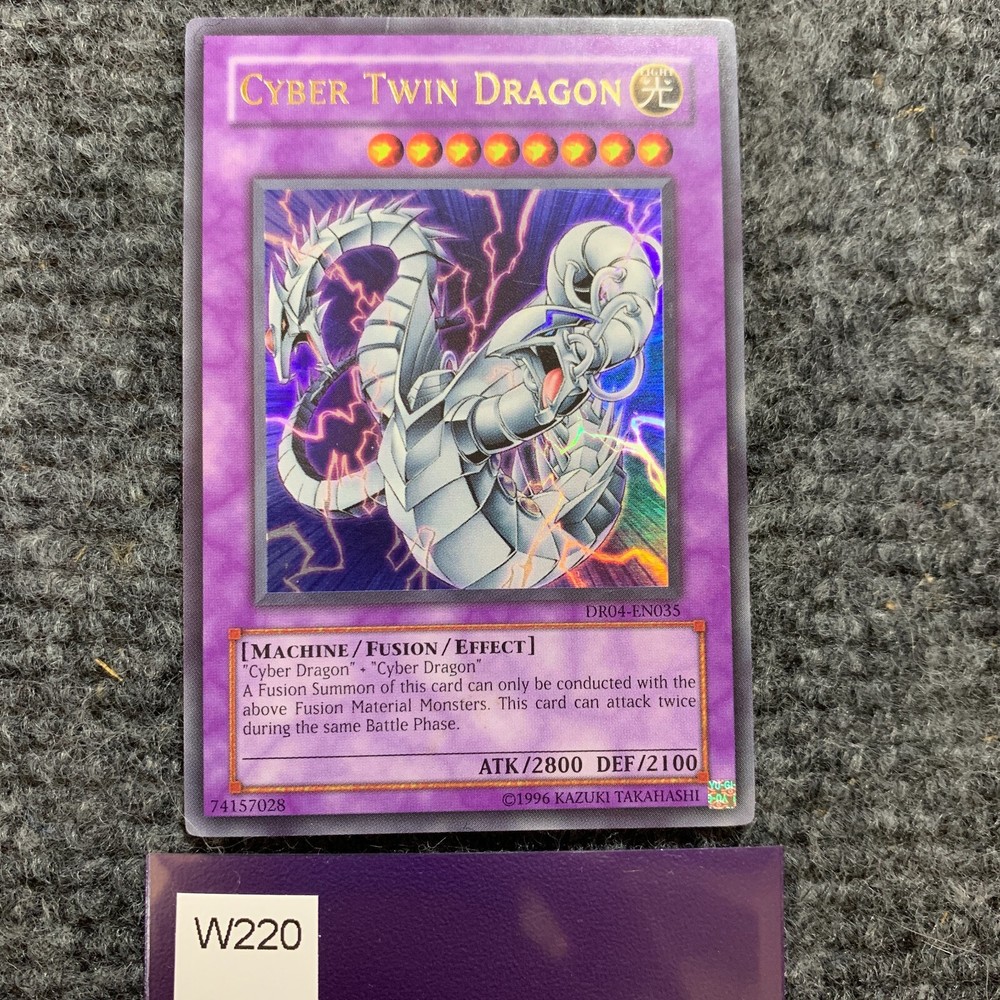 CYBER TWIN DRAGON
LIGHT
光
DR04-EN035
[MACHINE/FUSION/EFFECT]
"Cyber Dragon" + "Cyber Dragon"
A Fusion Summon of this card can only be conducted with the
above Fusion Material Monsters. This card can attack twice
during the same Battle Phase.
ATK/2800 DEF/2100
74157028
©1996 KAZUKI TAKAHASHI
W220